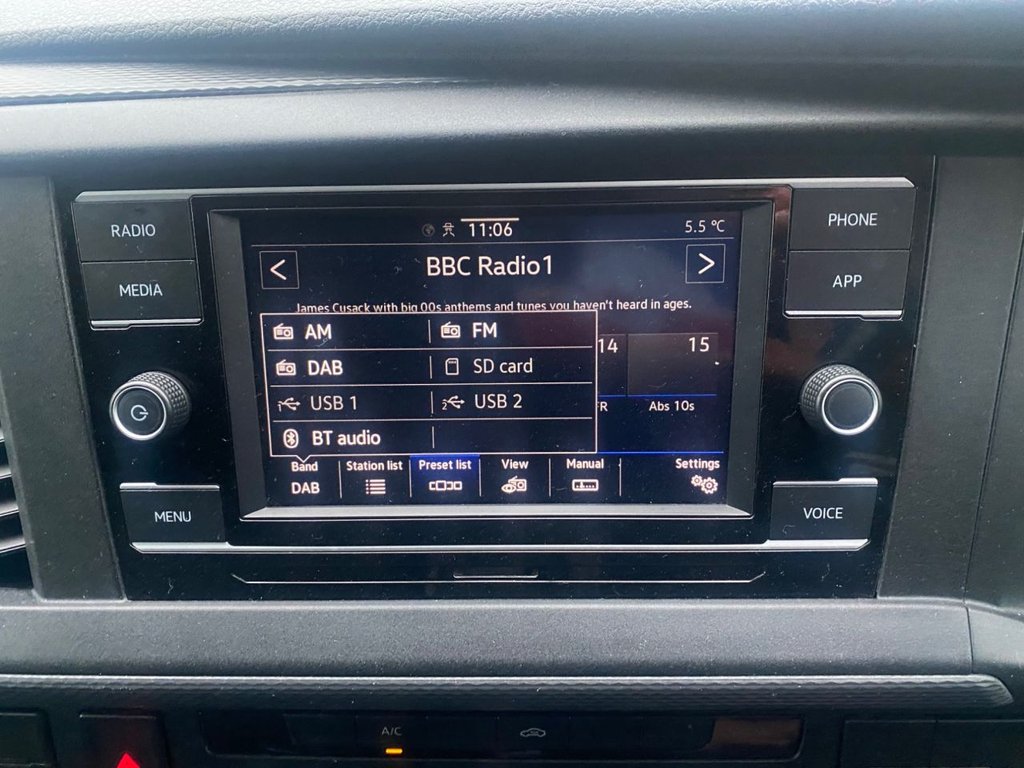 RADIO
MEDIA
MENU
PHONE
APP
VOICE
11:06
5.5 °C
< BBC Radio1 >
James Cusack with big 00s anthems and tunes you haven't heard in ages.
AM FM
DAB SD card
1 USB 1 2 USB 2
BT audio
14 15
R Abs 10s
Band Station list Preset list View Manual Settings
DAB
A/C